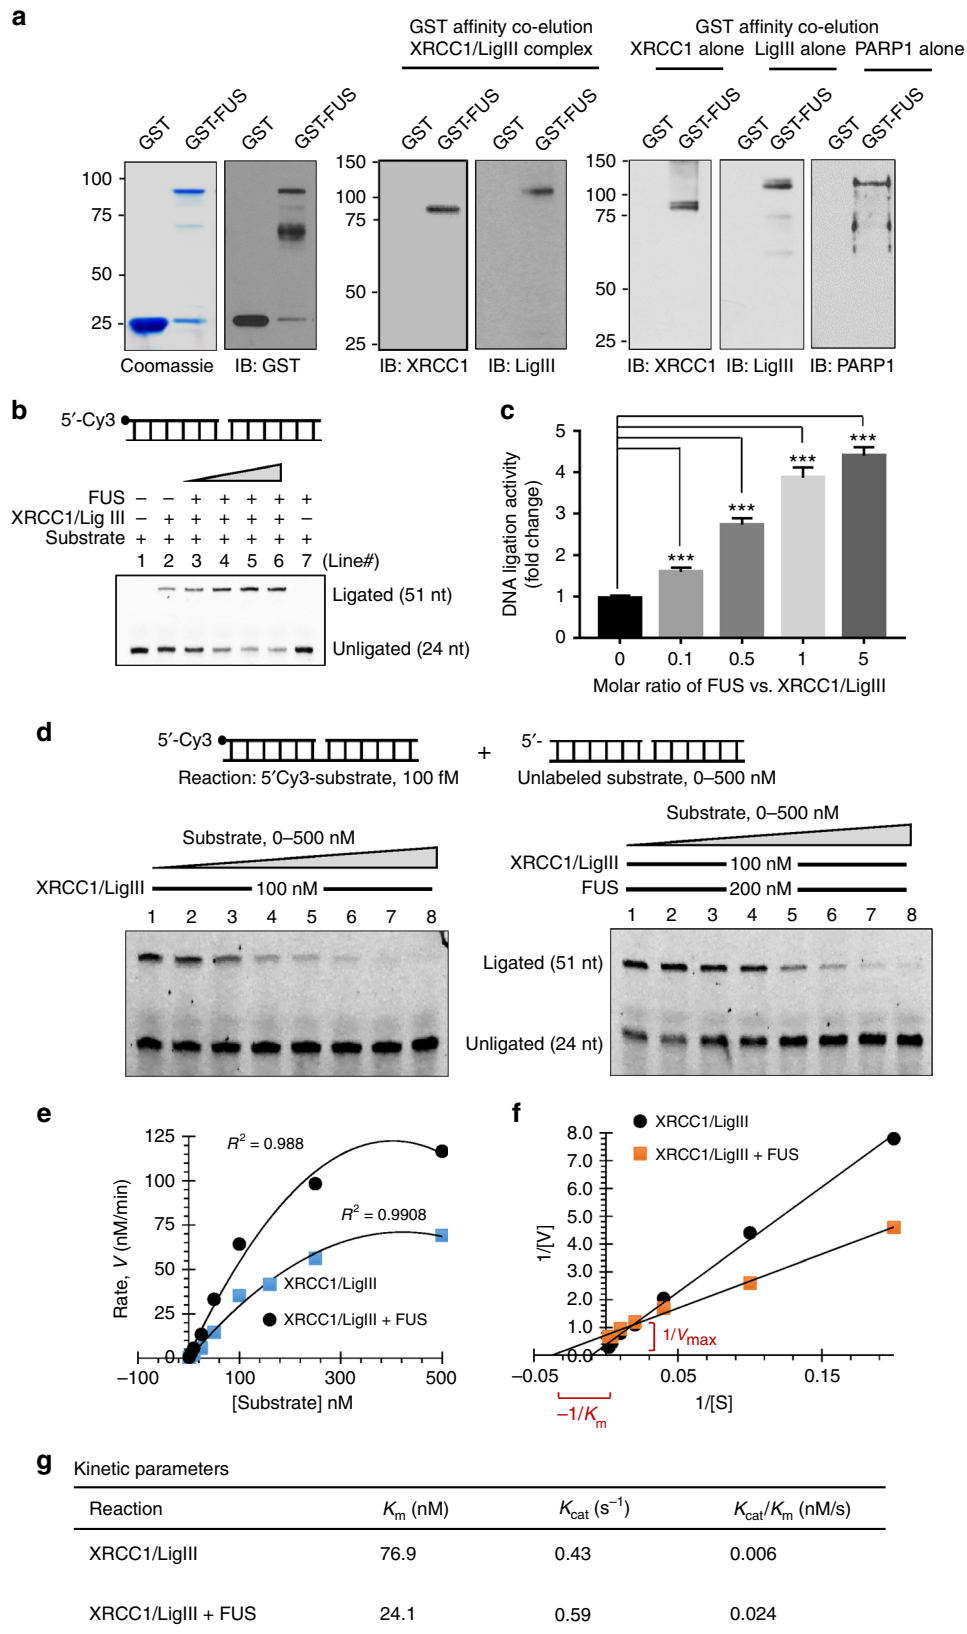 a
GST affinity co-elution
XRCC1/LigIII complex
GST affinity co-elution
XRCC1 alone LigIII alone PARP1 alone
GST GST-FUS GST GST-FUS GST GST-FUS GST GST-FUS GST GST-FUS GST GST-FUS GST GST-FUS
100
75
50
25
150
100
75
50
25
150
100
75
50
25
Coomassie IB: GST IB: XRCC1 IB: LigIII IB: XRCC1 IB: LigIII IB: PARP1
b
5′-Cy3
FUS – – + + + + +
XRCC1/Lig III – + + + + + –
Substrate + + + + + + +
1 2 3 4 5 6 7 (Line#)
Ligated (51 nt)
Unligated (24 nt)
c
DNA ligation activity
(fold change)
5
4
3
2
1
0
*** *** *** ***
0 0.1 0.5 1 5
Molar ratio of FUS vs. XRCC1/LigIII
d
5′-Cy3 + 5′-
Reaction: 5′Cy3-substrate, 100 fM Unlabeled substrate, 0–500 nM
Substrate, 0–500 nM
XRCC1/LigIII 100 nM
1 2 3 4 5 6 7 8
Substrate, 0–500 nM
XRCC1/LigIII 100 nM
FUS 200 nM
1 2 3 4 5 6 7 8
Ligated (51 nt)
Unligated (24 nt)
e
Rate, V (nM/min)
125
100
75
50
25
0
R² = 0.988
R² = 0.9908
XRCC1/LigIII
XRCC1/LigIII + FUS
–100 100 300 500
[Substrate] nM
f
XRCC1/LigIII
XRCC1/LigIII + FUS
1/[V]
8.0
7.0
6.0
5.0
4.0
3.0
2.0
1.0
0.0
1/Vmax
–0.05 0.05 0.15
1/[S]
–1/Km
g
Kinetic parameters
Reaction Km (nM) Kcat (s⁻¹) Kcat/Km (nM/s)
XRCC1/LigIII 76.9 0.43 0.006
XRCC1/LigIII + FUS 24.1 0.59 0.024